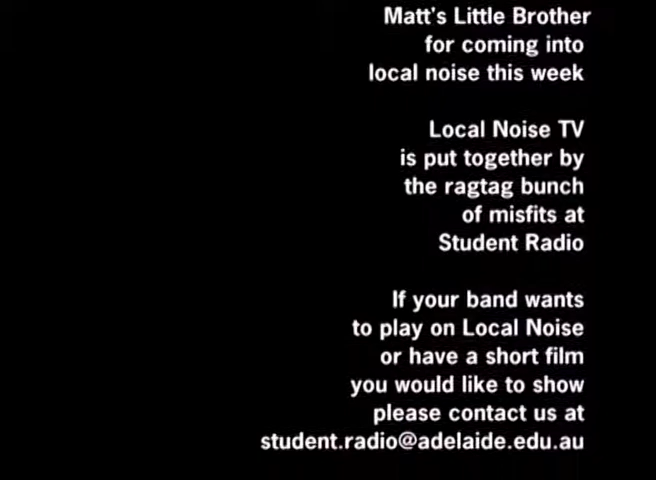 Matt's Little Brother
for coming into
local noise this week
Local Noise TV
is put together by
the ragtag bunch
of misfits at
Student Radio
If your band wants
to play on Local Noise
or have a short film
you would like to show
please contact us at
student.radio@adelaide.edu.au